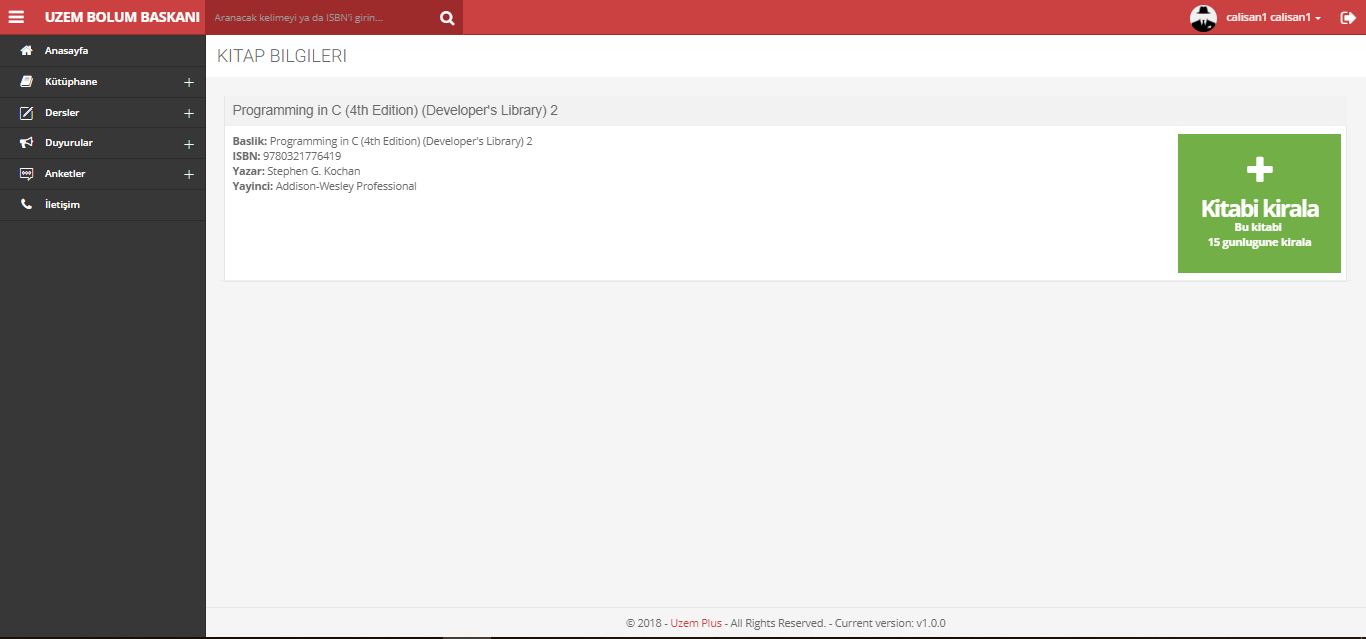 UZEM BOLUM BASKANI
Aranacak kelimeyi ya da ISBN'i girin...
calisan1 calisan1
Anasayfa
Kütüphane
Dersler
Duyurular
Anketler
İletişim
KITAP BILGILERI
Programming in C (4th Edition) (Developer's Library) 2
Baslik: Programming in C (4th Edition) (Developer's Library) 2
ISBN: 9780321776419
Yazar: Stephen G. Kochan
Yayinci: Addison-Wesley Professional
Kitabi kirala
Bu kitabi
15 gunlugune kirala
© 2018 - Uzem Plus - All Rights Reserved. - Current version: v1.0.0